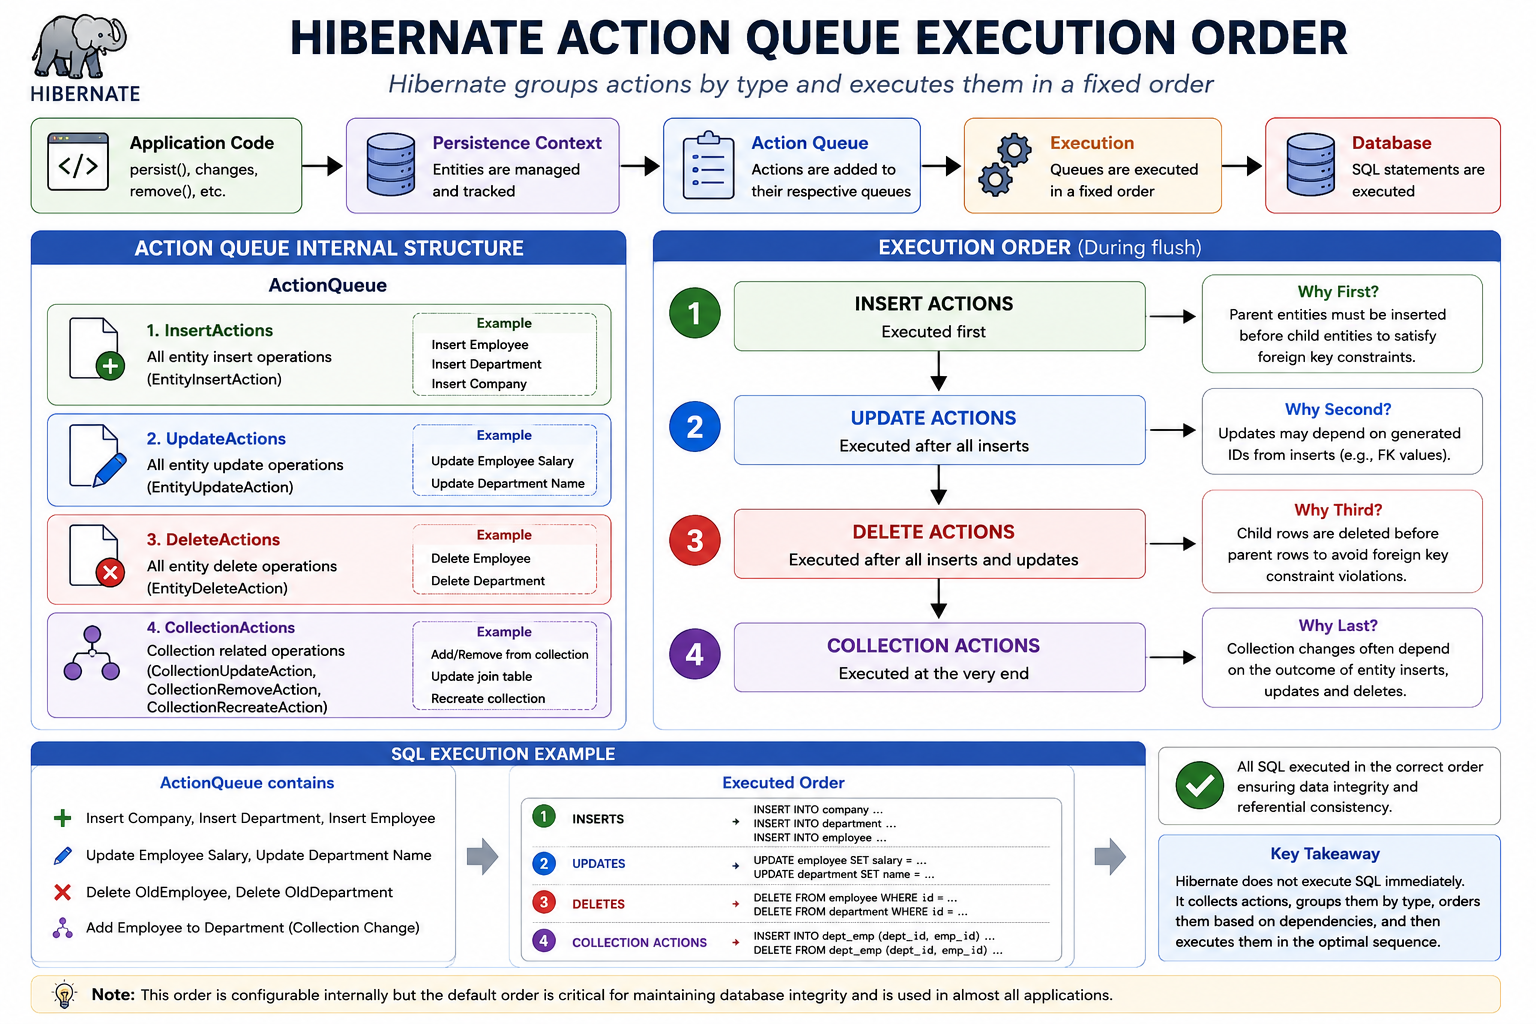 HIBERNATE
HIBERNATE ACTION QUEUE EXECUTION ORDER
Hibernate groups actions by type and executes them in a fixed order
</>
Application Code
persist(), changes,
remove(), etc.
Persistence Context
Entities are managed
and tracked
Action Queue
Actions are added to
their respective queues
Execution
Queues are executed
in a fixed order
Database
SQL statements are
executed
ACTION QUEUE INTERNAL STRUCTURE
ActionQueue
1. InsertActions
All entity insert operations
(EntityInsertAction)
Example
Insert Employee
Insert Department
Insert Company
2. UpdateActions
All entity update operations
(EntityUpdateAction)
Example
Update Employee Salary
Update Department Name
3. DeleteActions
All entity delete operations
(EntityDeleteAction)
Example
Delete Employee
Delete Department
4. CollectionActions
Collection related operations
(CollectionUpdateAction,
CollectionRemoveAction,
CollectionRecreateAction)
Example
Add/Remove from collection
Update join table
Recreate collection
EXECUTION ORDER (During flush)
1
INSERT ACTIONS
Executed first
Why First?
Parent entities must be inserted
before child entities to satisfy
foreign key constraints.
2
UPDATE ACTIONS
Executed after all inserts
Why Second?
Updates may depend on generated
IDs from inserts (e.g., FK values).
3
DELETE ACTIONS
Executed after all inserts and updates
Why Third?
Child rows are deleted before
parent rows to avoid foreign key
constraint violations.
4
COLLECTION ACTIONS
Executed at the very end
Why Last?
Collection changes often depend
on the outcome of entity inserts,
updates and deletes.
SQL EXECUTION EXAMPLE
ActionQueue contains
Insert Company, Insert Department, Insert Employee
Update Employee Salary, Update Department Name
Delete OldEmployee, Delete OldDepartment
Add Employee to Department (Collection Change)
Executed Order
1 INSERTS
INSERT INTO company ...
INSERT INTO department ...
INSERT INTO employee ...
2 UPDATES
UPDATE employee SET salary = ...
UPDATE department SET name = ...
3 DELETES
DELETE FROM employee WHERE id = ...
DELETE FROM department WHERE id = ...
4 COLLECTION ACTIONS
INSERT INTO dept_emp (dept_id, emp_id) ...
DELETE FROM dept_emp (dept_id, emp_id) ...
All SQL executed in the correct order
ensuring data integrity and
referential consistency.
Key Takeaway
Hibernate does not execute SQL immediately.
It collects actions, groups them by type, orders
them based on dependencies, and then
executes them in the optimal sequence.
Note: This order is configurable internally but the default order is critical for maintaining database integrity and is used in almost all applications.